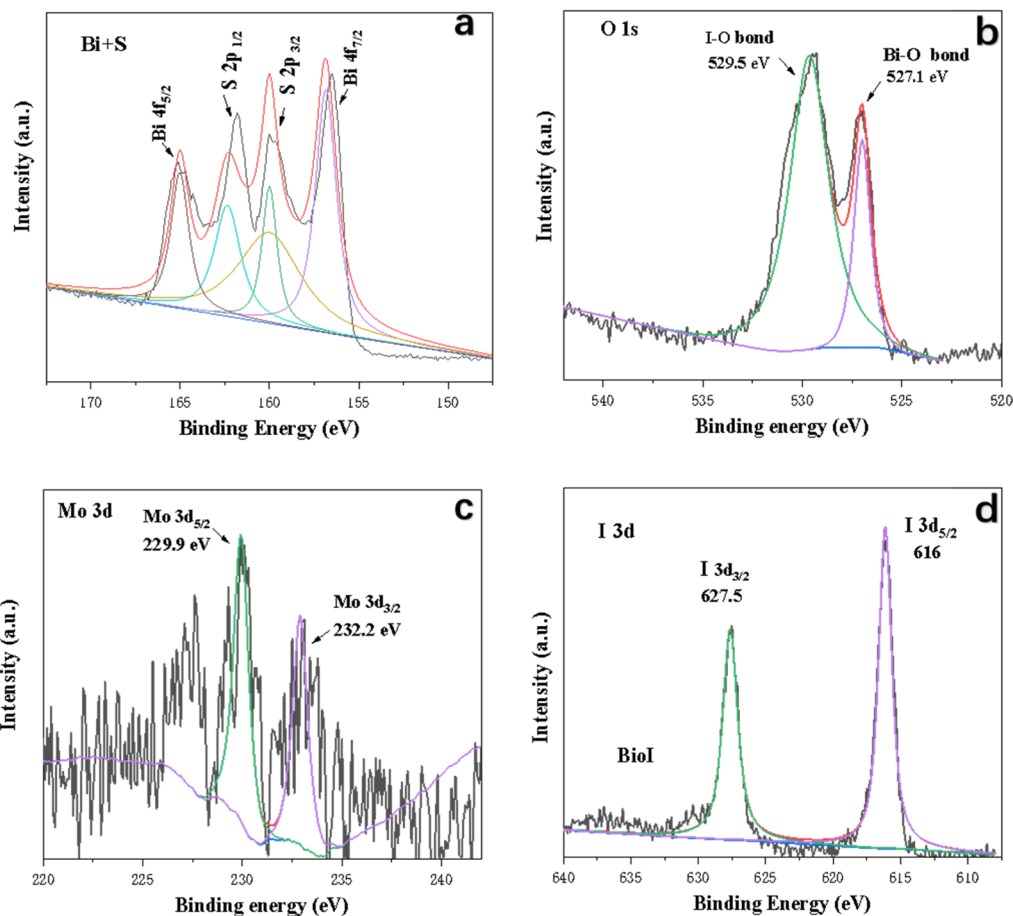 a
Bi+S
Bi 4f5/2
S 2p 1/2
S 2p 3/2
Bi 4f7/2
Intensity (a.u.)
170
165
160
155
150
Binding Energy (eV)
b
O 1s
I-O bond
529.5 eV
Bi-O bond
527.1 eV
Intensity (a.u.)
540
535
530
525
520
Binding energy (eV)
c
Mo 3d
Mo 3d5/2
229.9 eV
Mo 3d3/2
232.2 eV
Intensity (a.u.)
220
225
230
235
240
Binding energy (eV)
d
I 3d
I 3d5/2
616
I 3d3/2
627.5
BioI
Intensity (a.u.)
640
635
630
625
620
615
610
Binding Energy (eV)